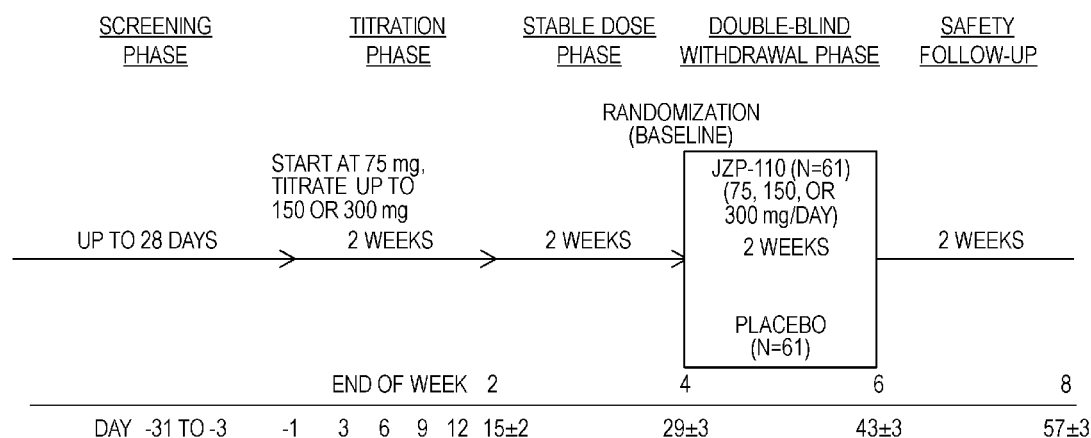 SCREENING PHASE
TITRATION PHASE
STABLE DOSE PHASE
DOUBLE-BLIND WITHDRAWAL PHASE
SAFETY FOLLOW-UP
RANDOMIZATION
(BASELINE)
START AT 75 mg,
TITRATE UP TO
150 OR 300 mg
JZP-110 (N=61)
(75, 150, OR
300 mg/DAY)
UP TO 28 DAYS
2 WEEKS
2 WEEKS
2 WEEKS
2 WEEKS
PLACEBO
(N=61)
END OF WEEK 2 4 6 8
DAY -31 TO -3 -1 3 6 9 12 15±2 29±3 43±3 57±3